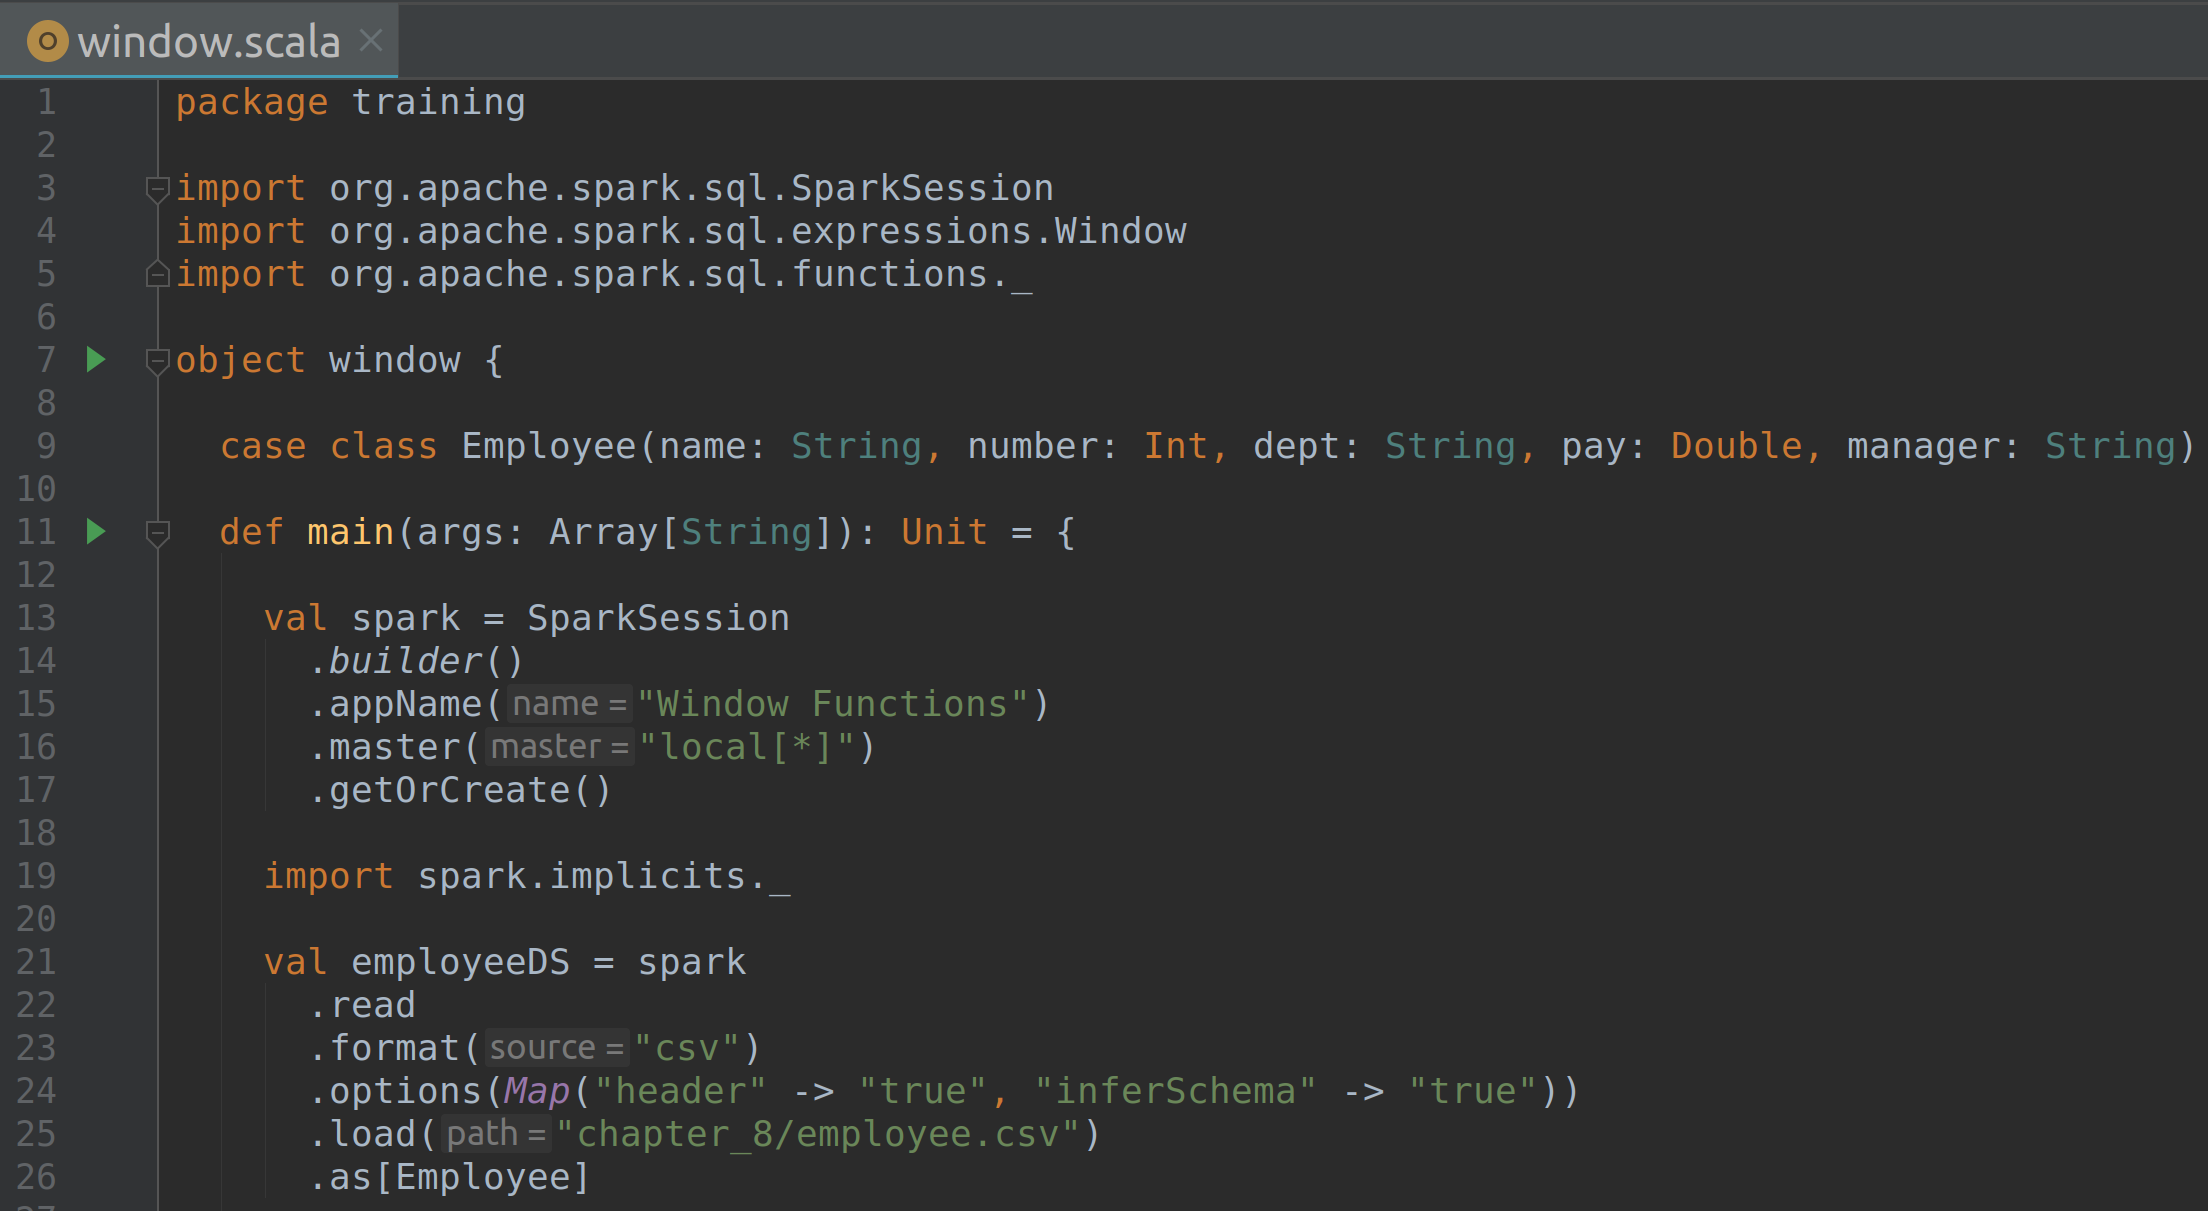 window.scala
1 package training
2
3 import org.apache.spark.sql.SparkSession
4 import org.apache.spark.sql.expressions.Window
5 import org.apache.spark.sql.functions._
6
7 object window {
8
9   case class Employee(name: String, number: Int, dept: String, pay: Double, manager: String)
10
11   def main(args: Array[String]): Unit = {
12
13     val spark = SparkSession
14       .builder()
15       .appName( name = "Window Functions")
16       .master( master = "local[*]")
17       .getOrCreate()
18
19     import spark.implicits._
20
21     val employeeDS = spark
22       .read
23       .format( source = "csv")
24       .options(Map("header" -> "true", "inferSchema" -> "true"))
25       .load( path = "chapter_8/employee.csv")
26       .as[Employee]